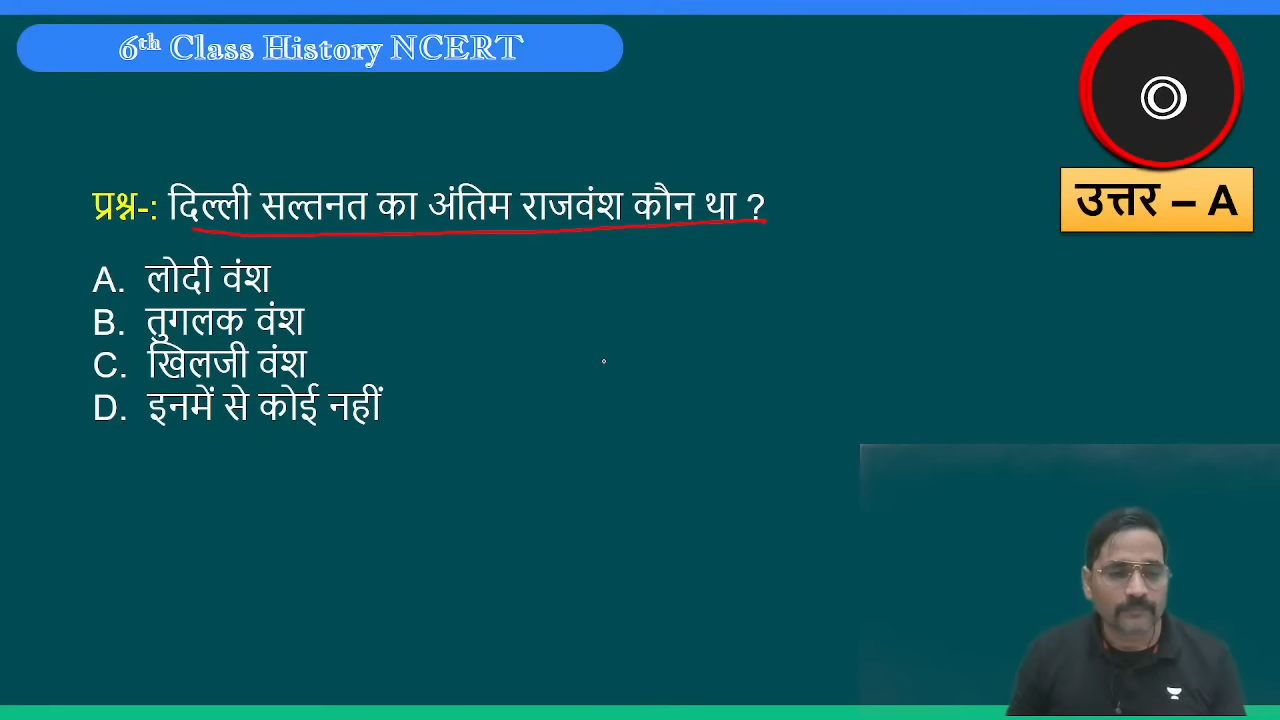 6th Class History NCERT
प्रश्न-: दिल्ली सल्तनत का अंतिम राजवंश कौन था ?
उत्तर – A
A. लोदी वंश
B. तुगलक वंश
C. खिलजी वंश
D. इनमें से कोई नहीं